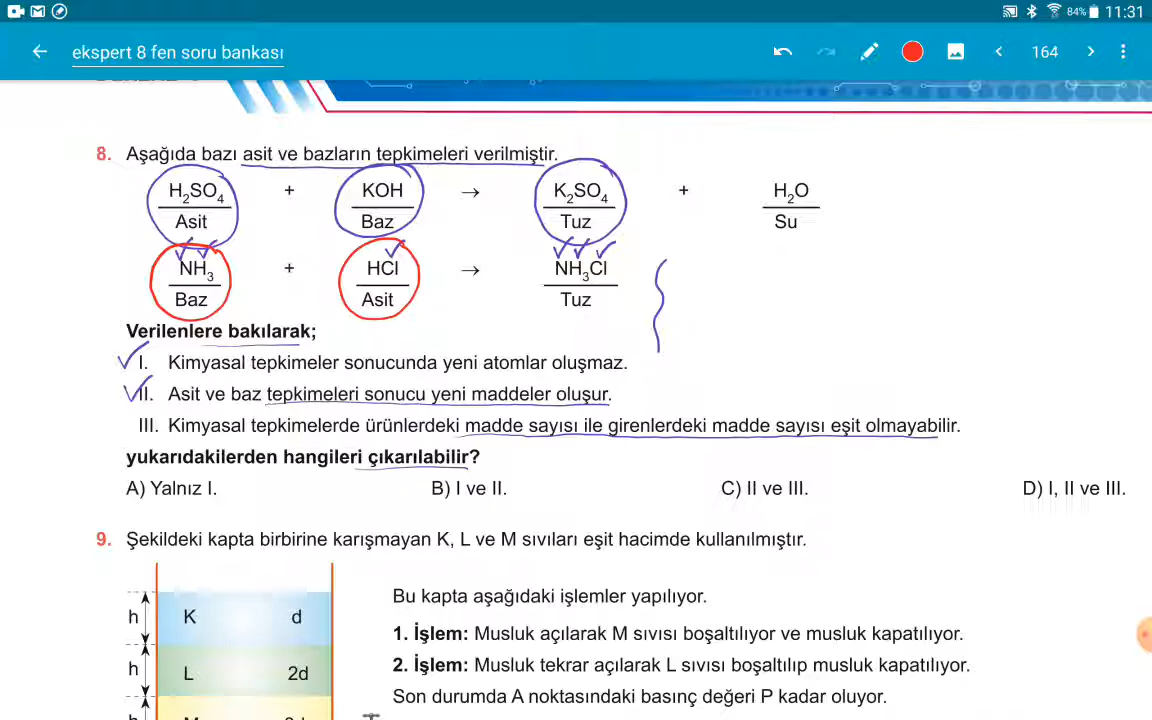 84% 11:31
ekspert 8 fen soru bankası 164
8. Aşağıda bazı asit ve bazların tepkimeleri verilmiştir.
H₂SO₄ + KOH → K₂SO₄ + H₂O
Asit Baz Tuz Su
NH₃ + HCl → NH₃Cl
Baz Asit Tuz
Verilenlere bakılarak;
I. Kimyasal tepkimeler sonucunda yeni atomlar oluşmaz.
II. Asit ve baz tepkimeleri sonucu yeni maddeler oluşur.
III. Kimyasal tepkimelerde ürünlerdeki madde sayısı ile girenlerdeki madde sayısı eşit olmayabilir.
yukarıdakilerden hangileri çıkarılabilir?
A) Yalnız I. B) I ve II. C) II ve III. D) I, II ve III.
9. Şekildeki kapta birbirine karışmayan K, L ve M sıvıları eşit hacimde kullanılmıştır.
Bu kapta aşağıdaki işlemler yapılıyor.
h K d
1. İşlem: Musluk açılarak M sıvısı boşaltılıyor ve musluk kapatılıyor.
2. İşlem: Musluk tekrar açılarak L sıvısı boşaltılıp musluk kapatılıyor.
h L 2d
Son durumda A noktasındaki basınç değeri P kadar oluyor.